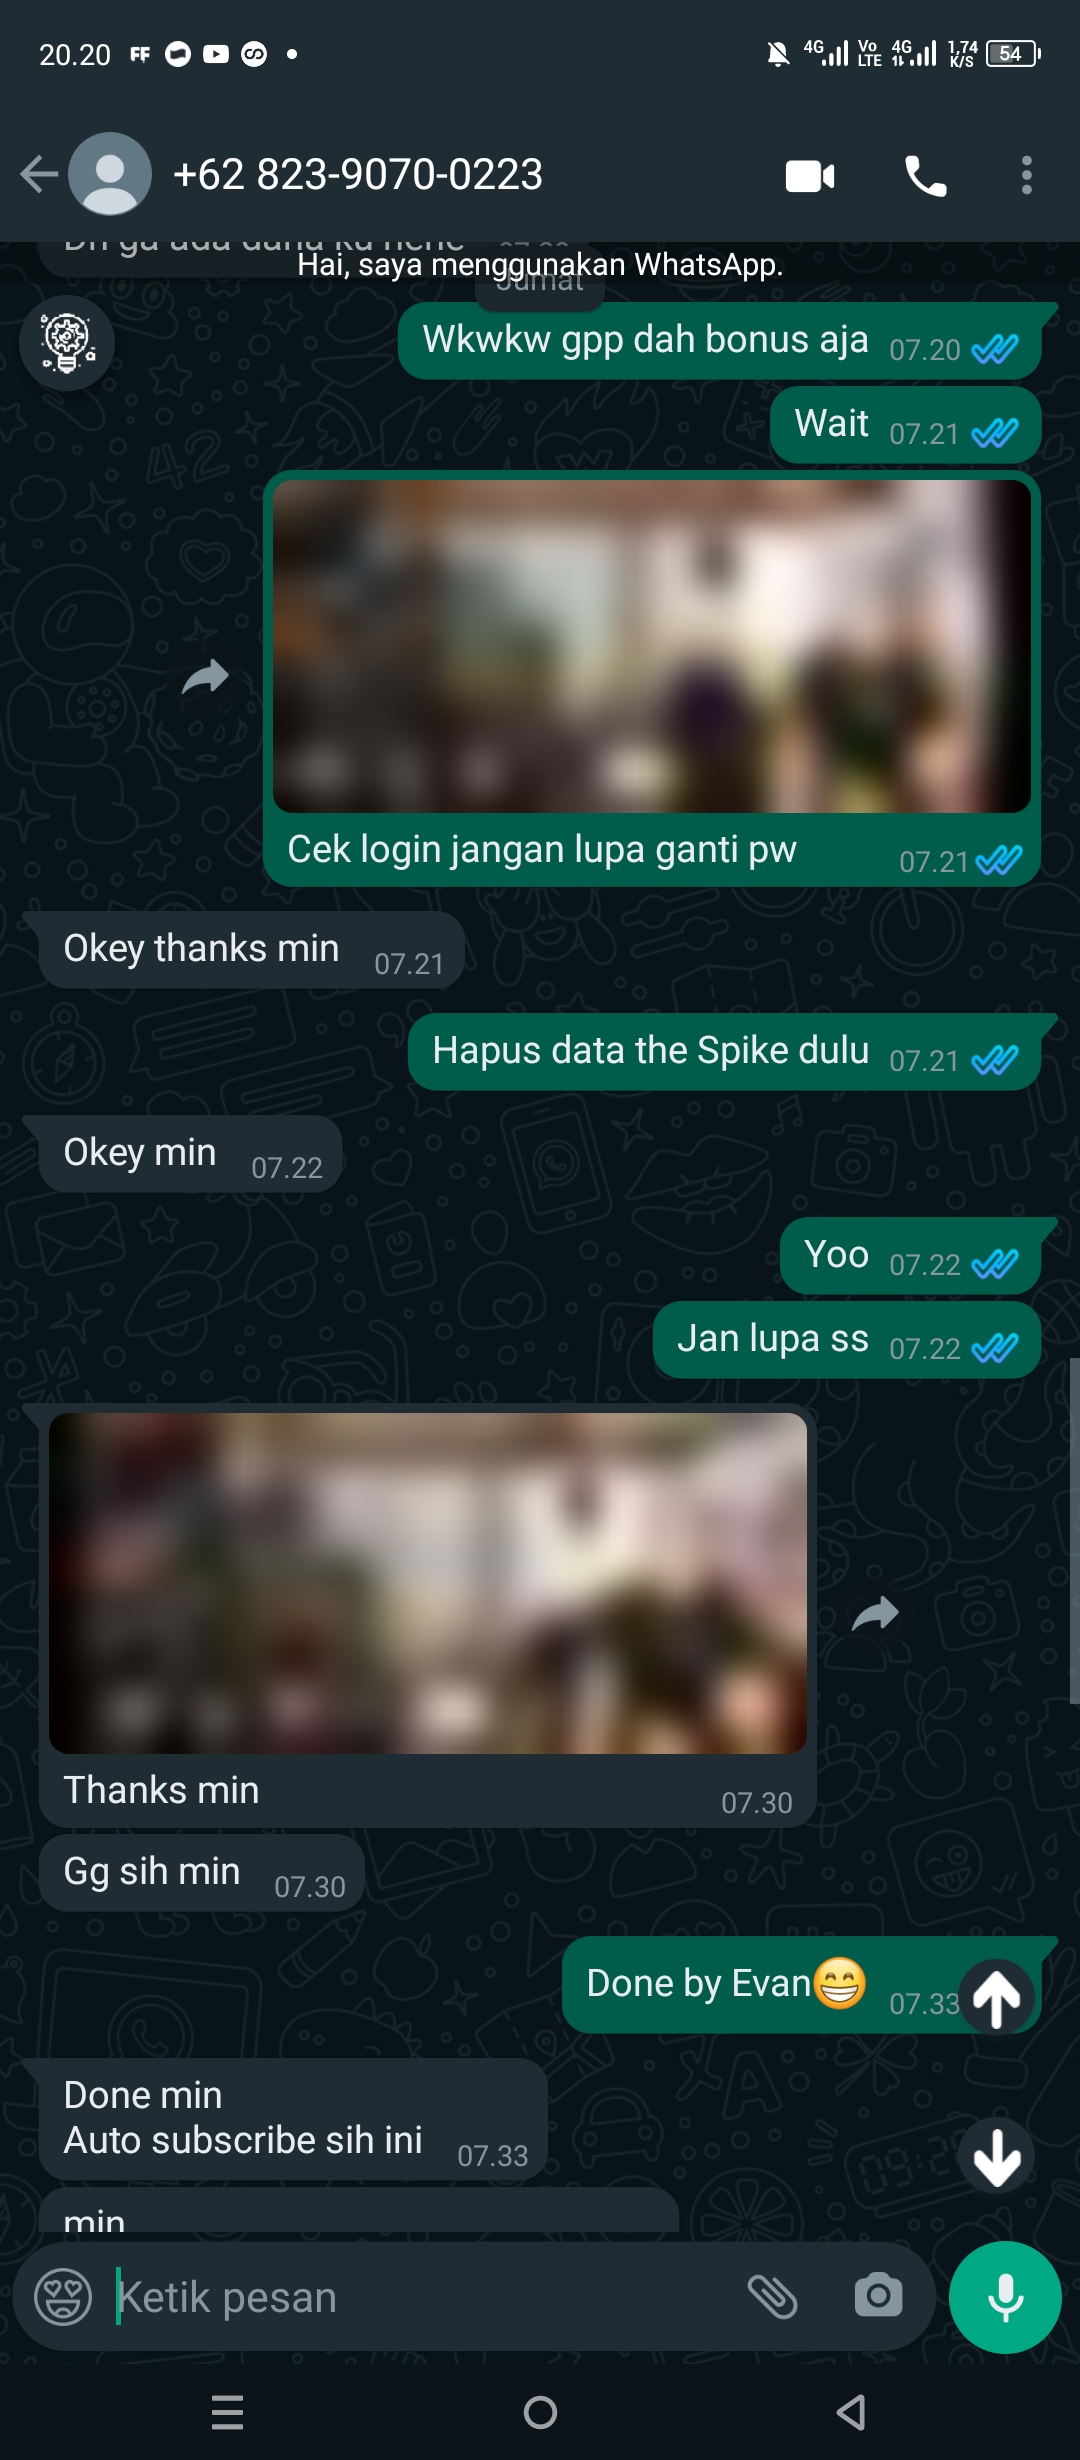 20.20
4G
Vo
LTE
4G
1,74
K/S
54
+62 823-9070-0223
07.20
Hai, saya menggunakan WhatsApp.
Jumat
Wkwkw gpp dah bonus aja 07.20
Wait 07.21
Cek login jangan lupa ganti pw 07.21
Okey thanks min 07.21
Hapus data the Spike dulu 07.21
Okey min 07.22
Yoo 07.22
Jan lupa ss 07.22
Thanks min 07.30
Gg sih min 07.30
Done by Evan😁 07.33
Done min
Auto subscribe sih ini 07.33
min
Ketik pesan